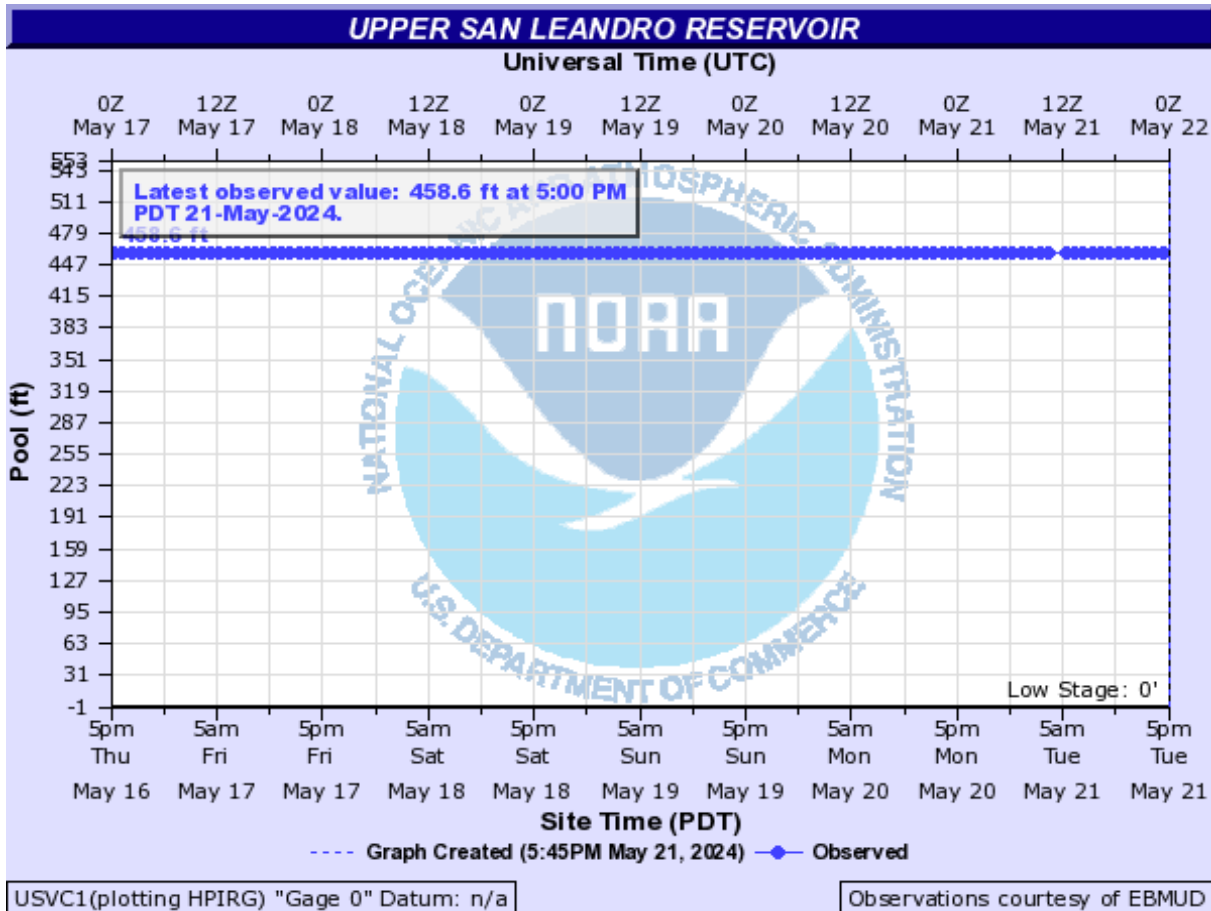 UPPER SAN LEANDRO RESERVOIR
Universal Time (UTC)
0Z 12Z 0Z 12Z 0Z 12Z 0Z 12Z 0Z 12Z 0Z
May 17 May 17 May 18 May 18 May 19 May 19 May 20 May 20 May 21 May 21 May 22
553
543
Latest observed value: 458.6 ft at 5:00 PM
PDT 21-May-2024.
458.6 ft
511
479
447
415
383
351
319
287
255
223
191
159
127
95
63
31
-1
Pool (ft)
NATIONAL OCEANIC AND ATMOSPHERIC ADMINISTRATION
NOAA
U.S. DEPARTMENT OF COMMERCE
Low Stage: 0'
5pm 5am 5pm 5am 5pm 5am 5pm 5am 5pm 5am 5pm
Thu Fri Fri Sat Sat Sun Sun Mon Mon Tue Tue
May 16 May 17 May 17 May 18 May 18 May 19 May 19 May 20 May 20 May 21 May 21
Site Time (PDT)
Graph Created (5:45PM May 21, 2024) Observed
USVC1(plotting HPIRG) "Gage 0" Datum: n/a
Observations courtesy of EBMUD